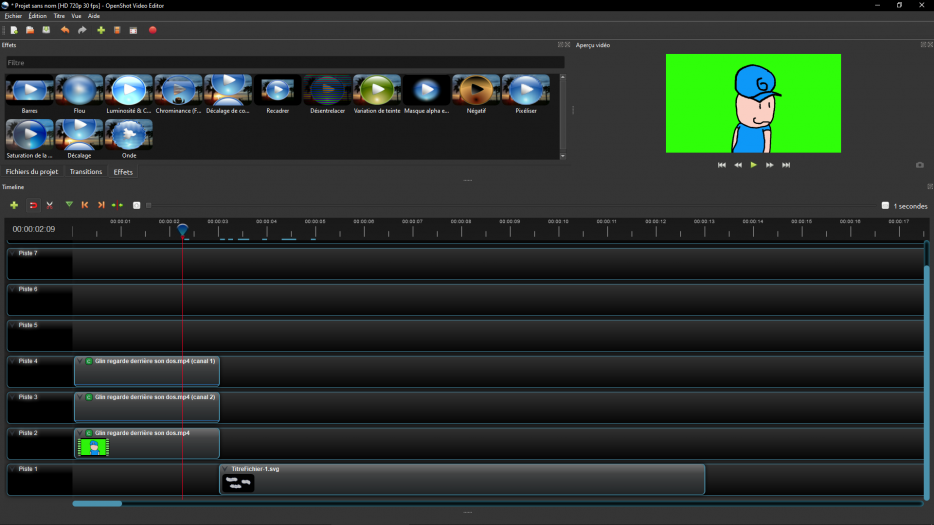 * Projet sans nom [HD 720p 30 fps] - OpenShot Video Editor
Fichier Édition Titre Vue Aide
Effets
Aperçu vidéo
Filtre
Barres Flou Luminosité & C... Chrominance (F... Décalage de co... Recadrer Désentrelacer Variation de teinte Masque alpha e... Négatif Pixéliser
Saturation de la ... Décalage Onde
Fichiers du projet Transitions Effets
Timeline
1 secondes
00:00:02:09
00:00:01 00:00:02 00:00:03 00:00:04 00:00:05 00:00:06 00:00:07 00:00:08 00:00:09 00:00:10 00:00:11 00:00:12 00:00:13 00:00:14 00:00:15 00:00:16 00:00:17
Piste 7
Piste 6
Piste 5
Piste 4 Glin regarde derrière son dos.mp4 (canal 1)
Piste 3 Glin regarde derrière son dos.mp4 (canal 2)
Piste 2 Glin regarde derrière son dos.mp4
Piste 1 TitreFichier-1.svg